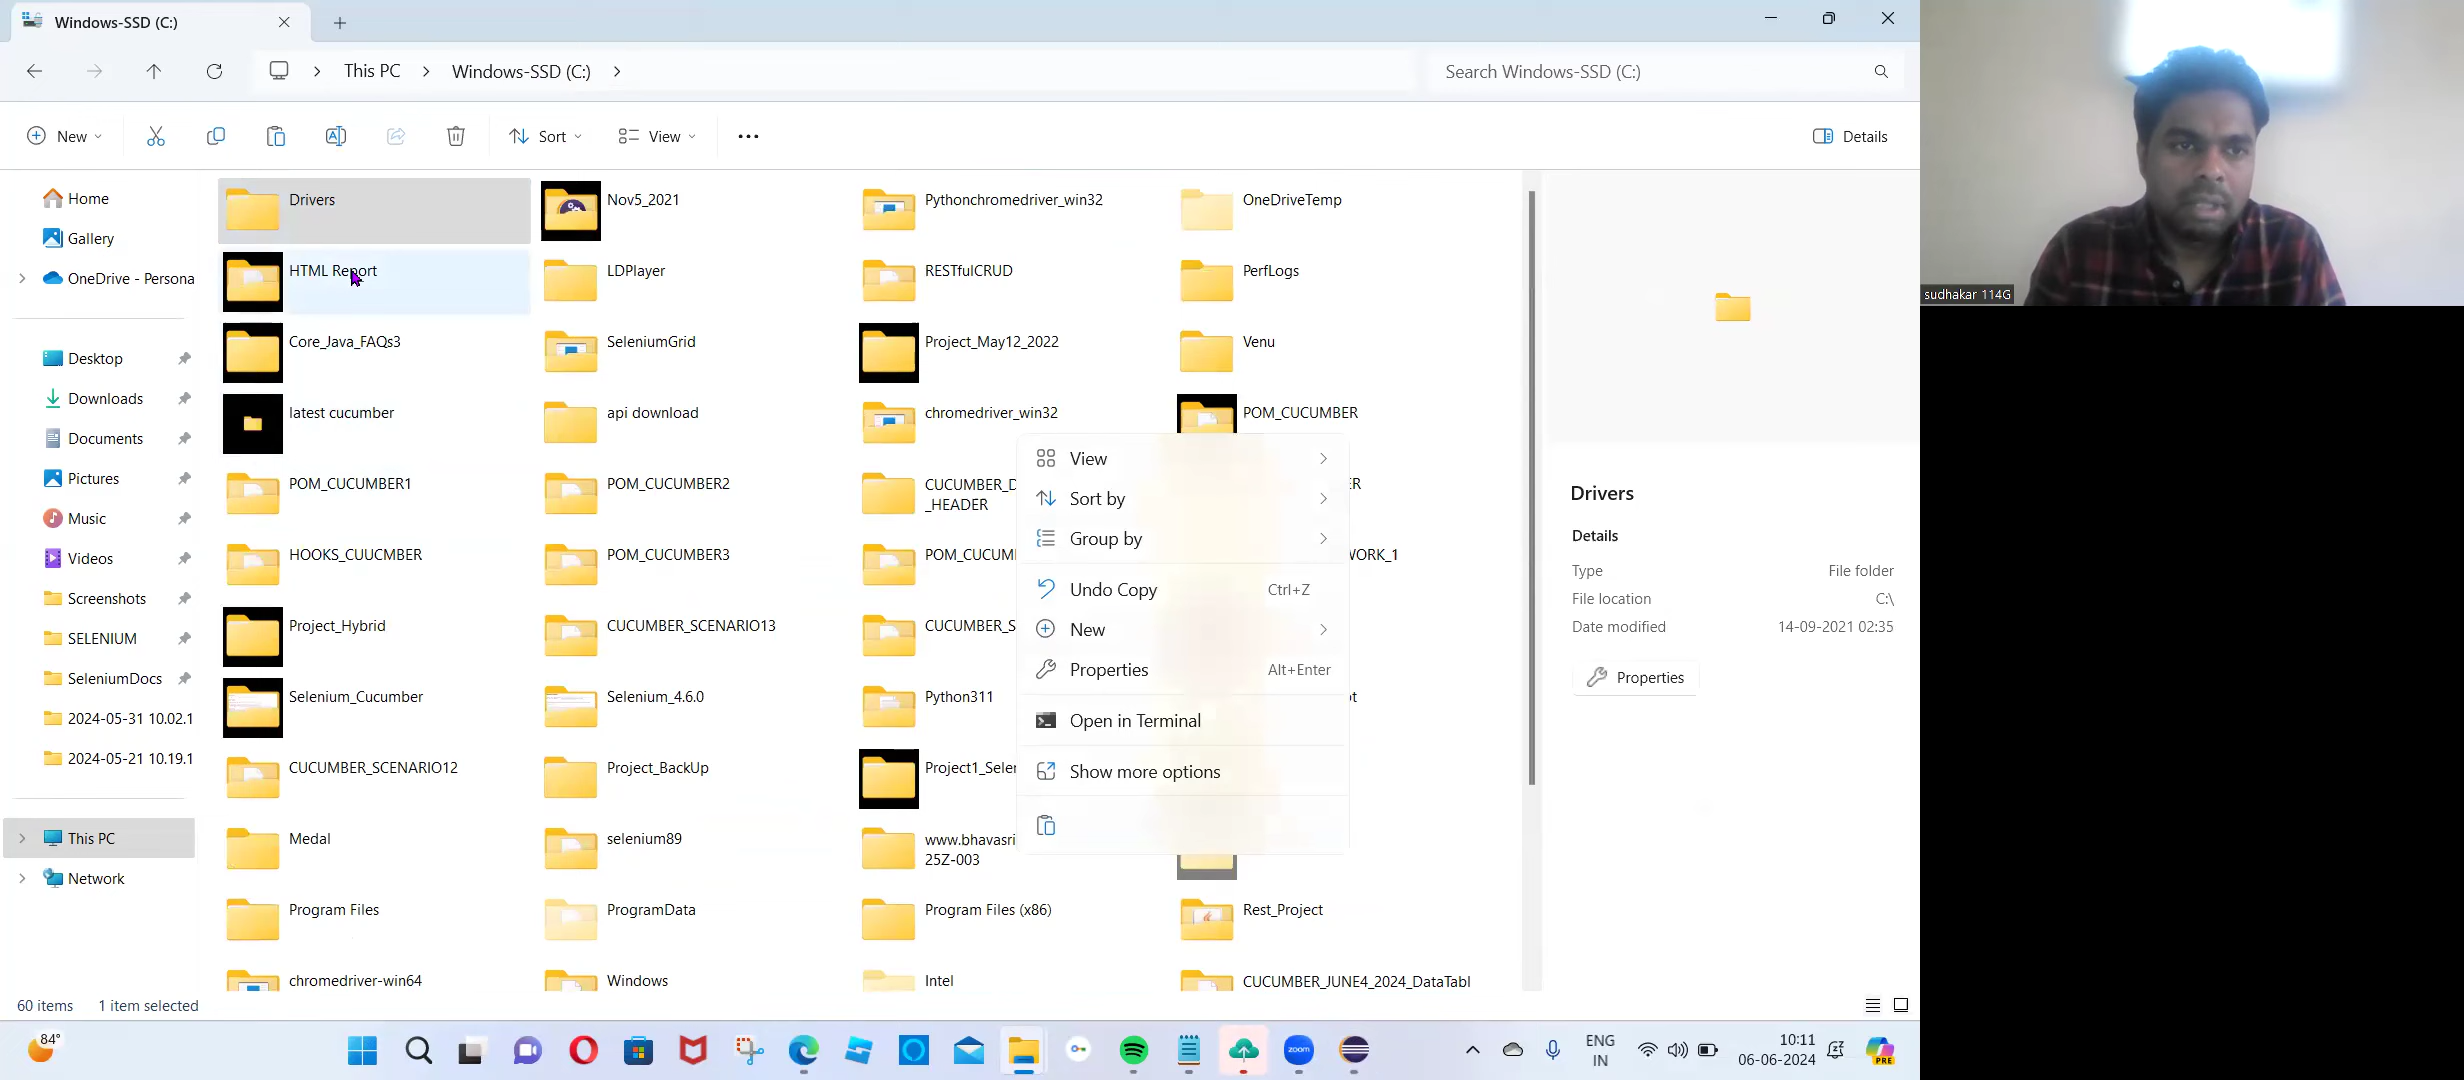 Windows-SSD (C:)
This PC
Windows-SSD (C:)
Search Windows-SSD (C:)
New
Sort
View
Details
Home
Gallery
OneDrive - Persona
Desktop
Downloads
Documents
Pictures
Music
Videos
Screenshots
SELENIUM
SeleniumDocs
2024-05-31 10.02.1
2024-05-21 10.19.1
This PC
Network
Drivers
Nov5_2021
Pythonchromedriver_win32
OneDriveTemp
HTML Report
LDPlayer
RESTfulCRUD
PerfLogs
Core_Java_FAQs3
SeleniumGrid
Project_May12_2022
Venu
latest cucumber
api download
chromedriver_win32
POM_CUCUMBER
POM_CUCUMBER1
POM_CUCUMBER2
CUCUMBER_D
_HEADER
ER
HOOKS_CUUCMBER
POM_CUCUMBER3
POM_CUCUM
WORK_1
Project_Hybrid
CUCUMBER_SCENARIO13
CUCUMBER_S
Selenium_Cucumber
Selenium_4.6.0
Python311
pt
CUCUMBER_SCENARIO12
Project_BackUp
Project1_Seler
Medal
selenium89
www.bhavasri
25Z-003
Program Files
ProgramData
Program Files (x86)
Rest_Project
chromedriver-win64
Windows
Intel
CUCUMBER_JUNE4_2024_DataTabl
View
Sort by
Group by
Undo Copy Ctrl+Z
New
Properties Alt+Enter
Open in Terminal
Show more options
Drivers
Details
Type File folder
File location C:\
Date modified 14-09-2021 02:35
Properties
60 items 1 item selected
84°
zoom
ENG
IN
10:11
06-06-2024
PRE
sudhakar 114G